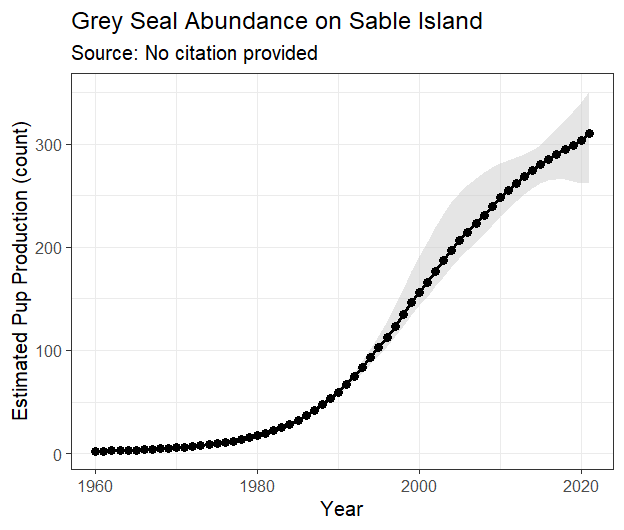 Grey Seal Abundance on Sable Island
Source: No citation provided
Estimated Pup Production (count)
300
200
100
0
1960
1980
2000
2020
Year